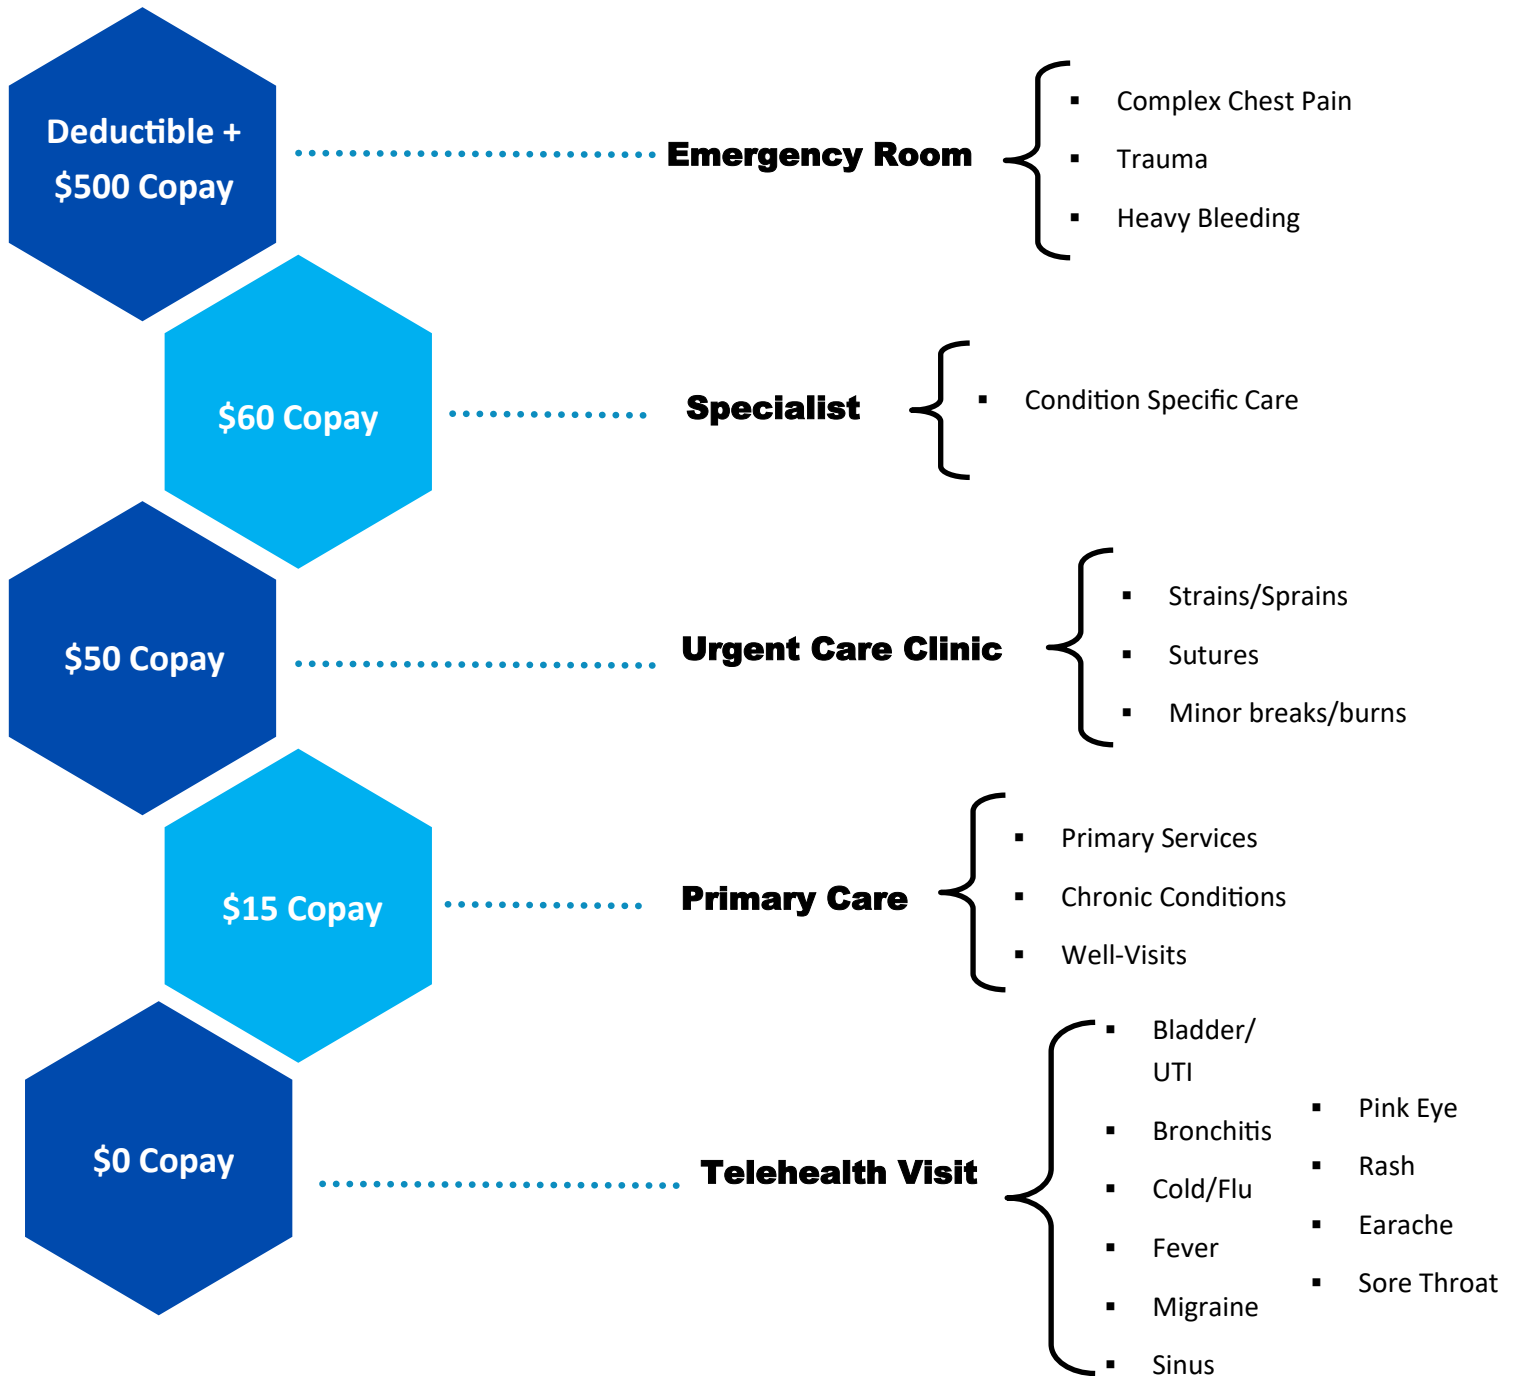 Deductible +
$500 Copay
Emergency Room
▪ Complex Chest Pain
▪ Trauma
▪ Heavy Bleeding
$60 Copay
Specialist
▪ Condition Specific Care
$50 Copay
Urgent Care Clinic
▪ Strains/Sprains
▪ Sutures
▪ Minor breaks/burns
$15 Copay
Primary Care
▪ Primary Services
▪ Chronic Conditions
▪ Well-Visits
$0 Copay
Telehealth Visit
▪ Bladder/
UTI
▪ Bronchitis
▪ Cold/Flu
▪ Fever
▪ Migraine
▪ Sinus
▪ Pink Eye
▪ Rash
▪ Earache
▪ Sore Throat